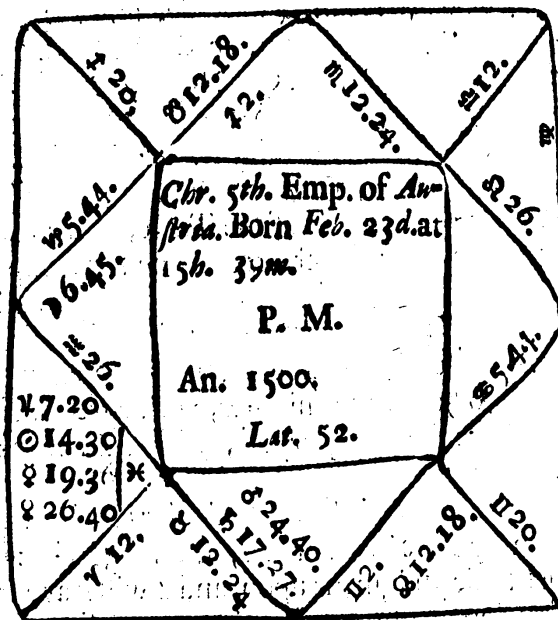 ♐ 20,
☋ 12.18.
♐ 2.
♏ 12.24.
♎ 12.
♌ 26.
♑ 5.44.
☽ 6.45.
Chr. 5th. Emp. of Au-
ſtria. Born Feb. 23d. at
15h. 39m.
P. M.
An. 1500.
Lat. 52.
♒ 26.
♋ 5.44.
♃ 7.20
☉ 14.30
☿ 19.36 ♓
♀ 26.40
♈ 12.
♉ 12.24
♂ 24.40.
♄ 17.27.
♊ 2.
☊ 12.18.
♊ 20.